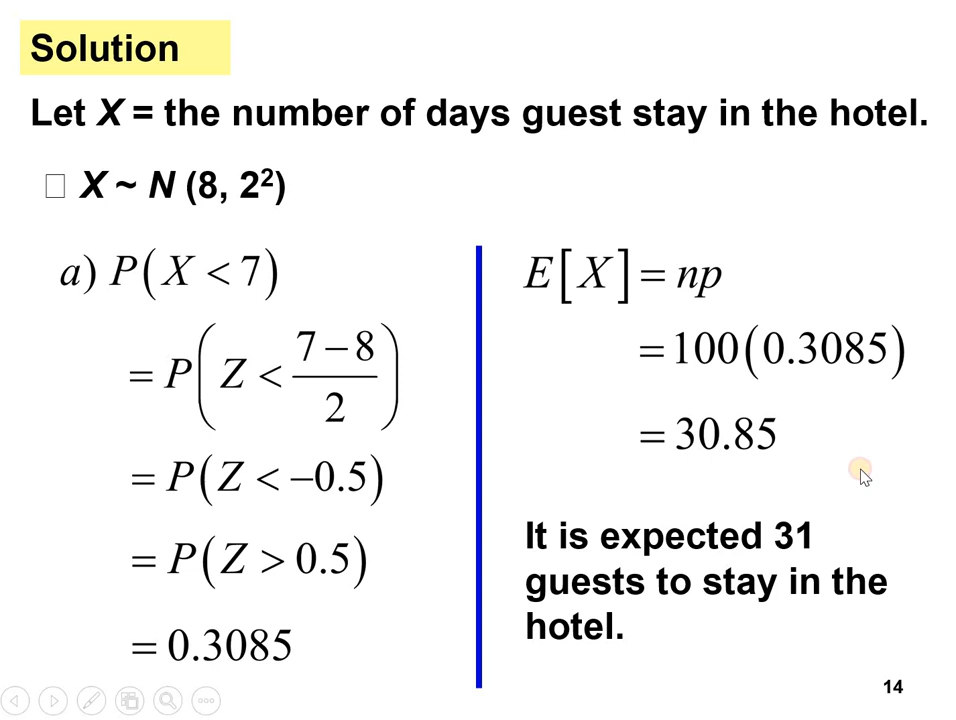 Solution
Let X = the number of days guest stay in the hotel.
X ~ N (8, 2²)
a) P(X < 7)
= P(Z < (7 − 8)/2)
= P(Z < −0.5)
= P(Z > 0.5)
= 0.3085
E[X] = np
= 100(0.3085)
= 30.85
It is expected 31
guests to stay in the
hotel.
14